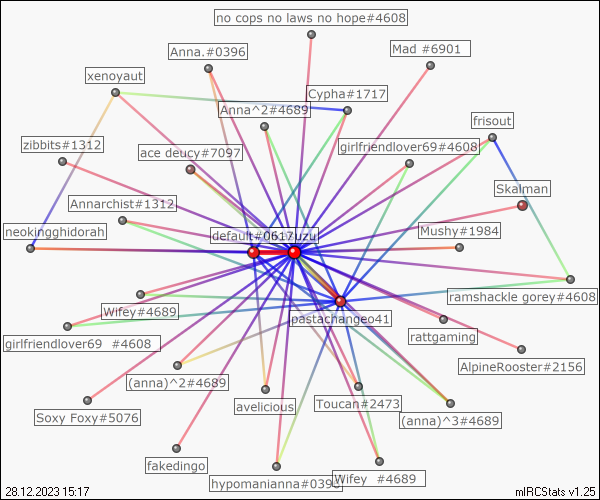 no cops no laws no hope#4608
Anna.#0396
Mad #6901
xenoyaut
Cypha#1717
Anna^2#4689
frisout
zibbits#1312
ace deucy#7097
girlfriendlover69#4608
Skalman
Annarchist#1312
neokingghidorah
default#0617uzu
Mushy#1984
ramshackle gorey#4608
Wifey#4689
pastachangeo41
girlfriendlover69 #4608
rattgaming
AlpineRooster#2156
(anna)^2#4689
Soxy Foxy#5076
avelicious
Toucan#2473
(anna)^3#4689
fakedingo
hypomanianna#039
Wifey #4689
28.12.2023 15:17
mIRCStats v1.25